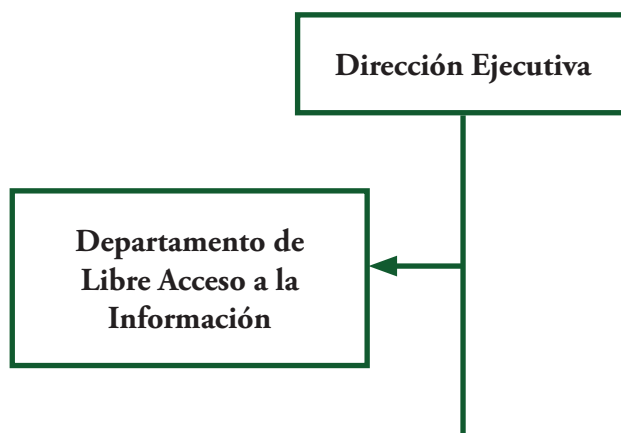 Dirección Ejecutiva
Departamento de
Libre Acceso a la
Información